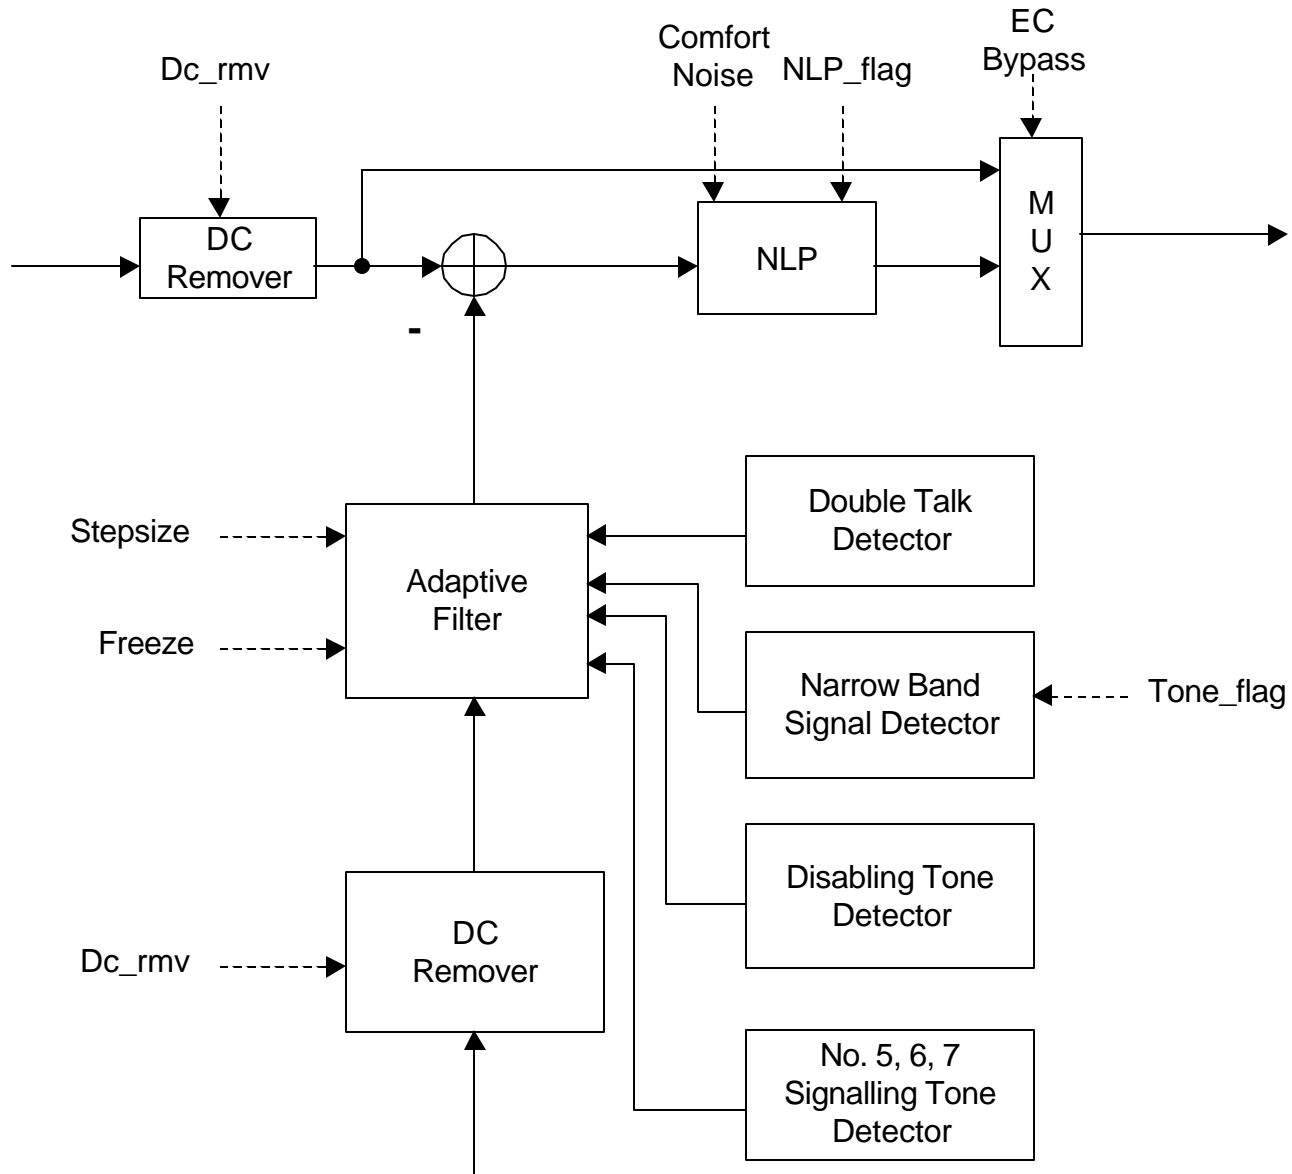 EC
Bypass
Comfort
Noise
NLP_flag
Dc_rmv
DC
Remover
NLP
M
U
X
-
Stepsize
Freeze
Adaptive
Filter
Double Talk
Detector
Narrow Band
Signal Detector
Tone_flag
Disabling Tone
Detector
Dc_rmv
DC
Remover
No. 5, 6, 7
Signalling Tone
Detector